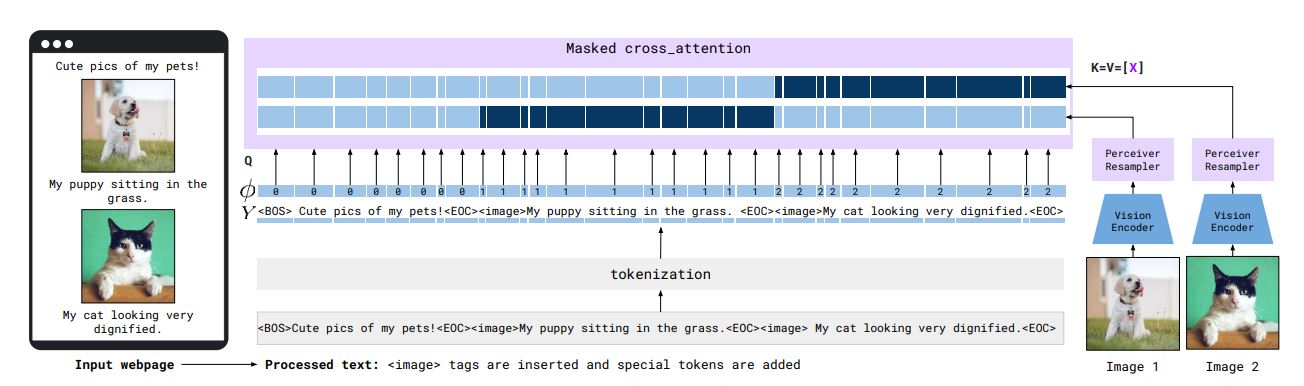 Masked cross_attention
K=V=[X]
Cute pics of my pets!
My puppy sitting in the
grass.
My cat looking very
dignified.
Perceiver
Resampler
Perceiver
Resampler
Q
ϕ 0 0 0 0 0 0 0 0 1 1 1 1 1 1 1 1 1 1 1 2 2 2 2 2 2 2 2 2 2
Y <BOS> Cute pics of my pets!<EOC><image>My puppy sitting in the grass. <EOC><image>My cat looking very dignified.<EOC>
Vision
Encoder
Vision
Encoder
tokenization
<BOS>Cute pics of my pets!<EOC><image>My puppy sitting in the grass.<EOC><image> My cat looking very dignified.<EOC>
Input webpage
Processed text: <image> tags are inserted and special tokens are added
Image 1
Image 2